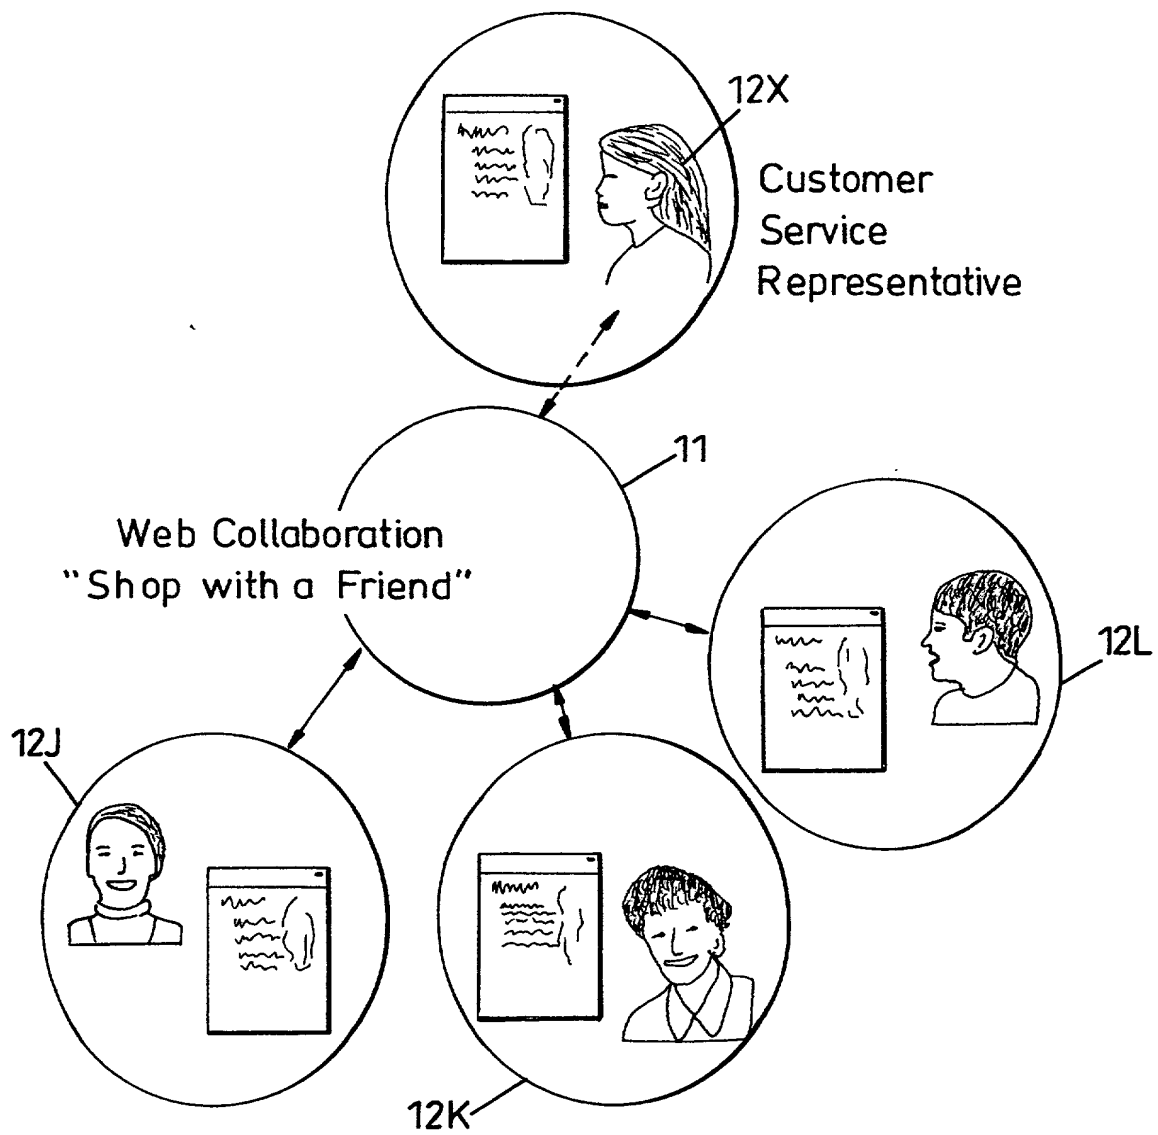 12X
Customer
Service
Representative
11
Web Collaboration
"Shop with a Friend"
12L
12J
12K